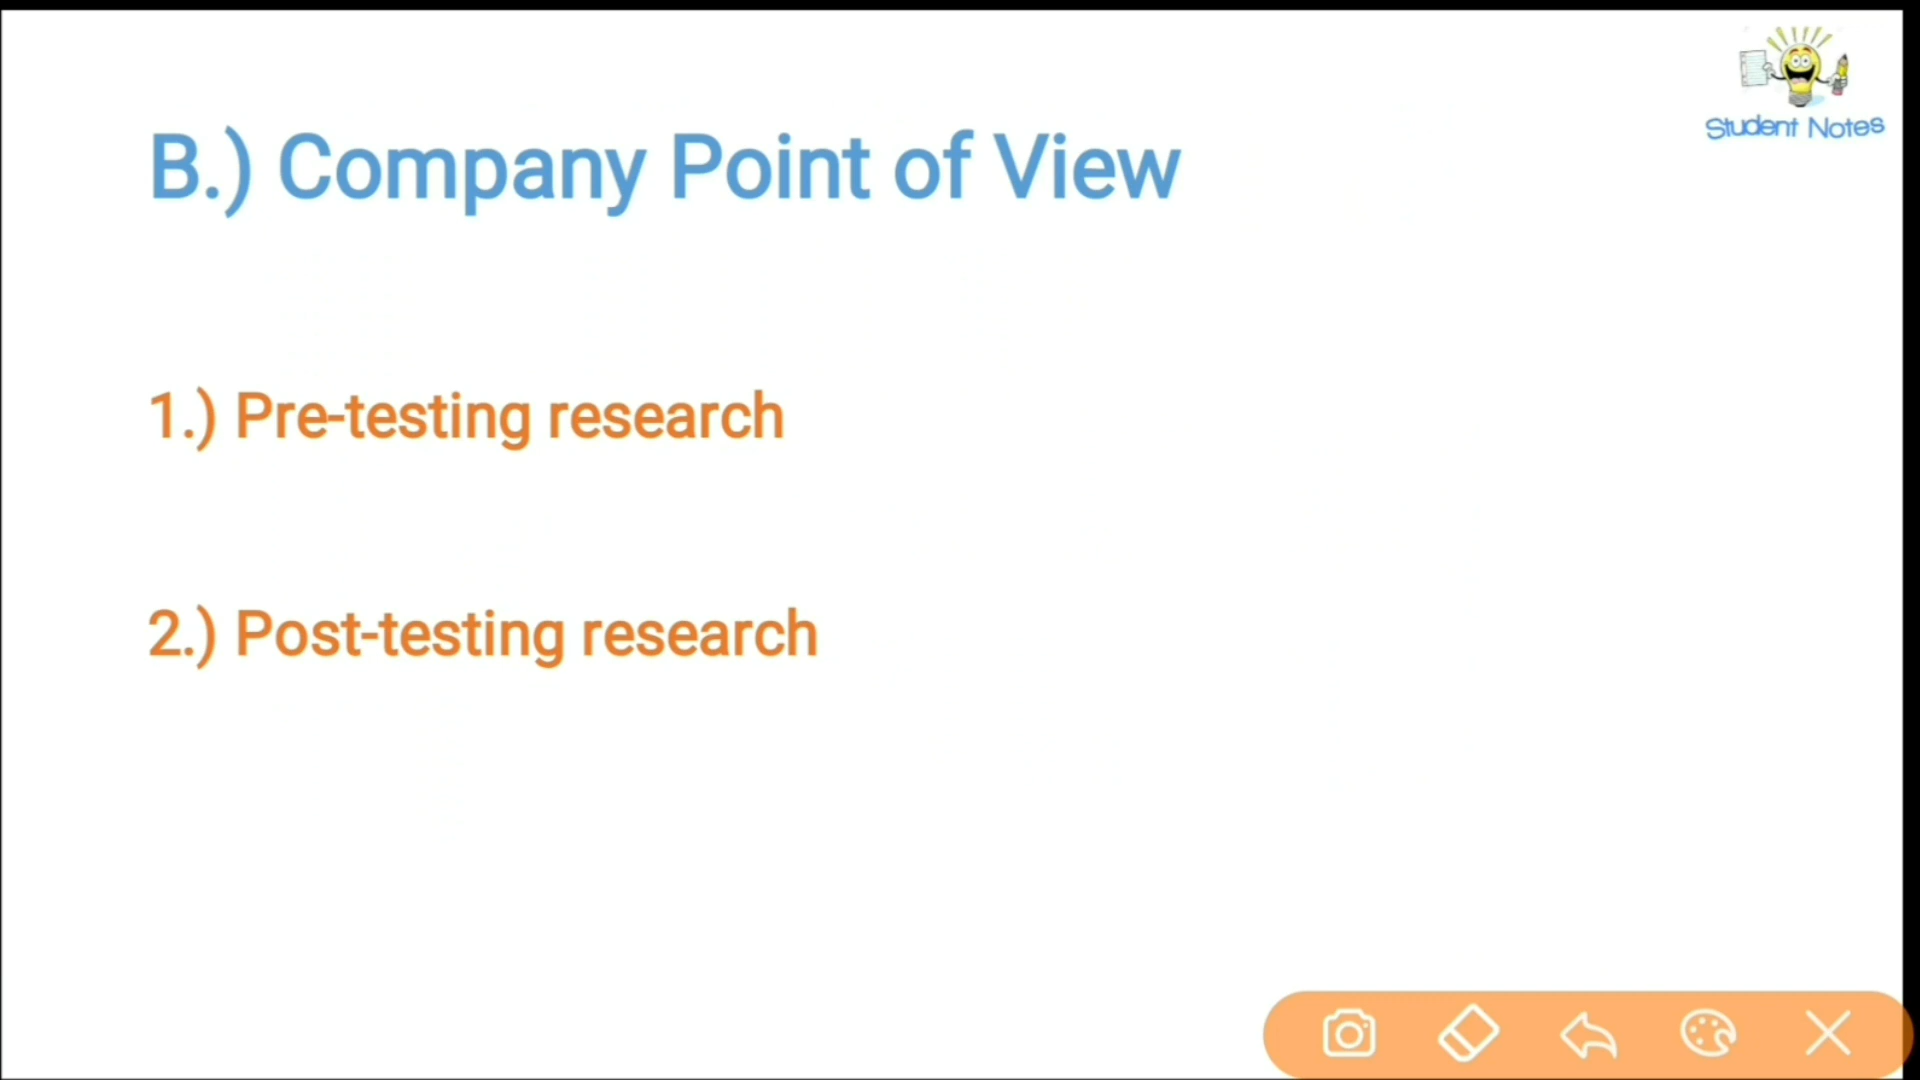 Student Notes
B.) Company Point of View
1.) Pre-testing research
2.) Post-testing research